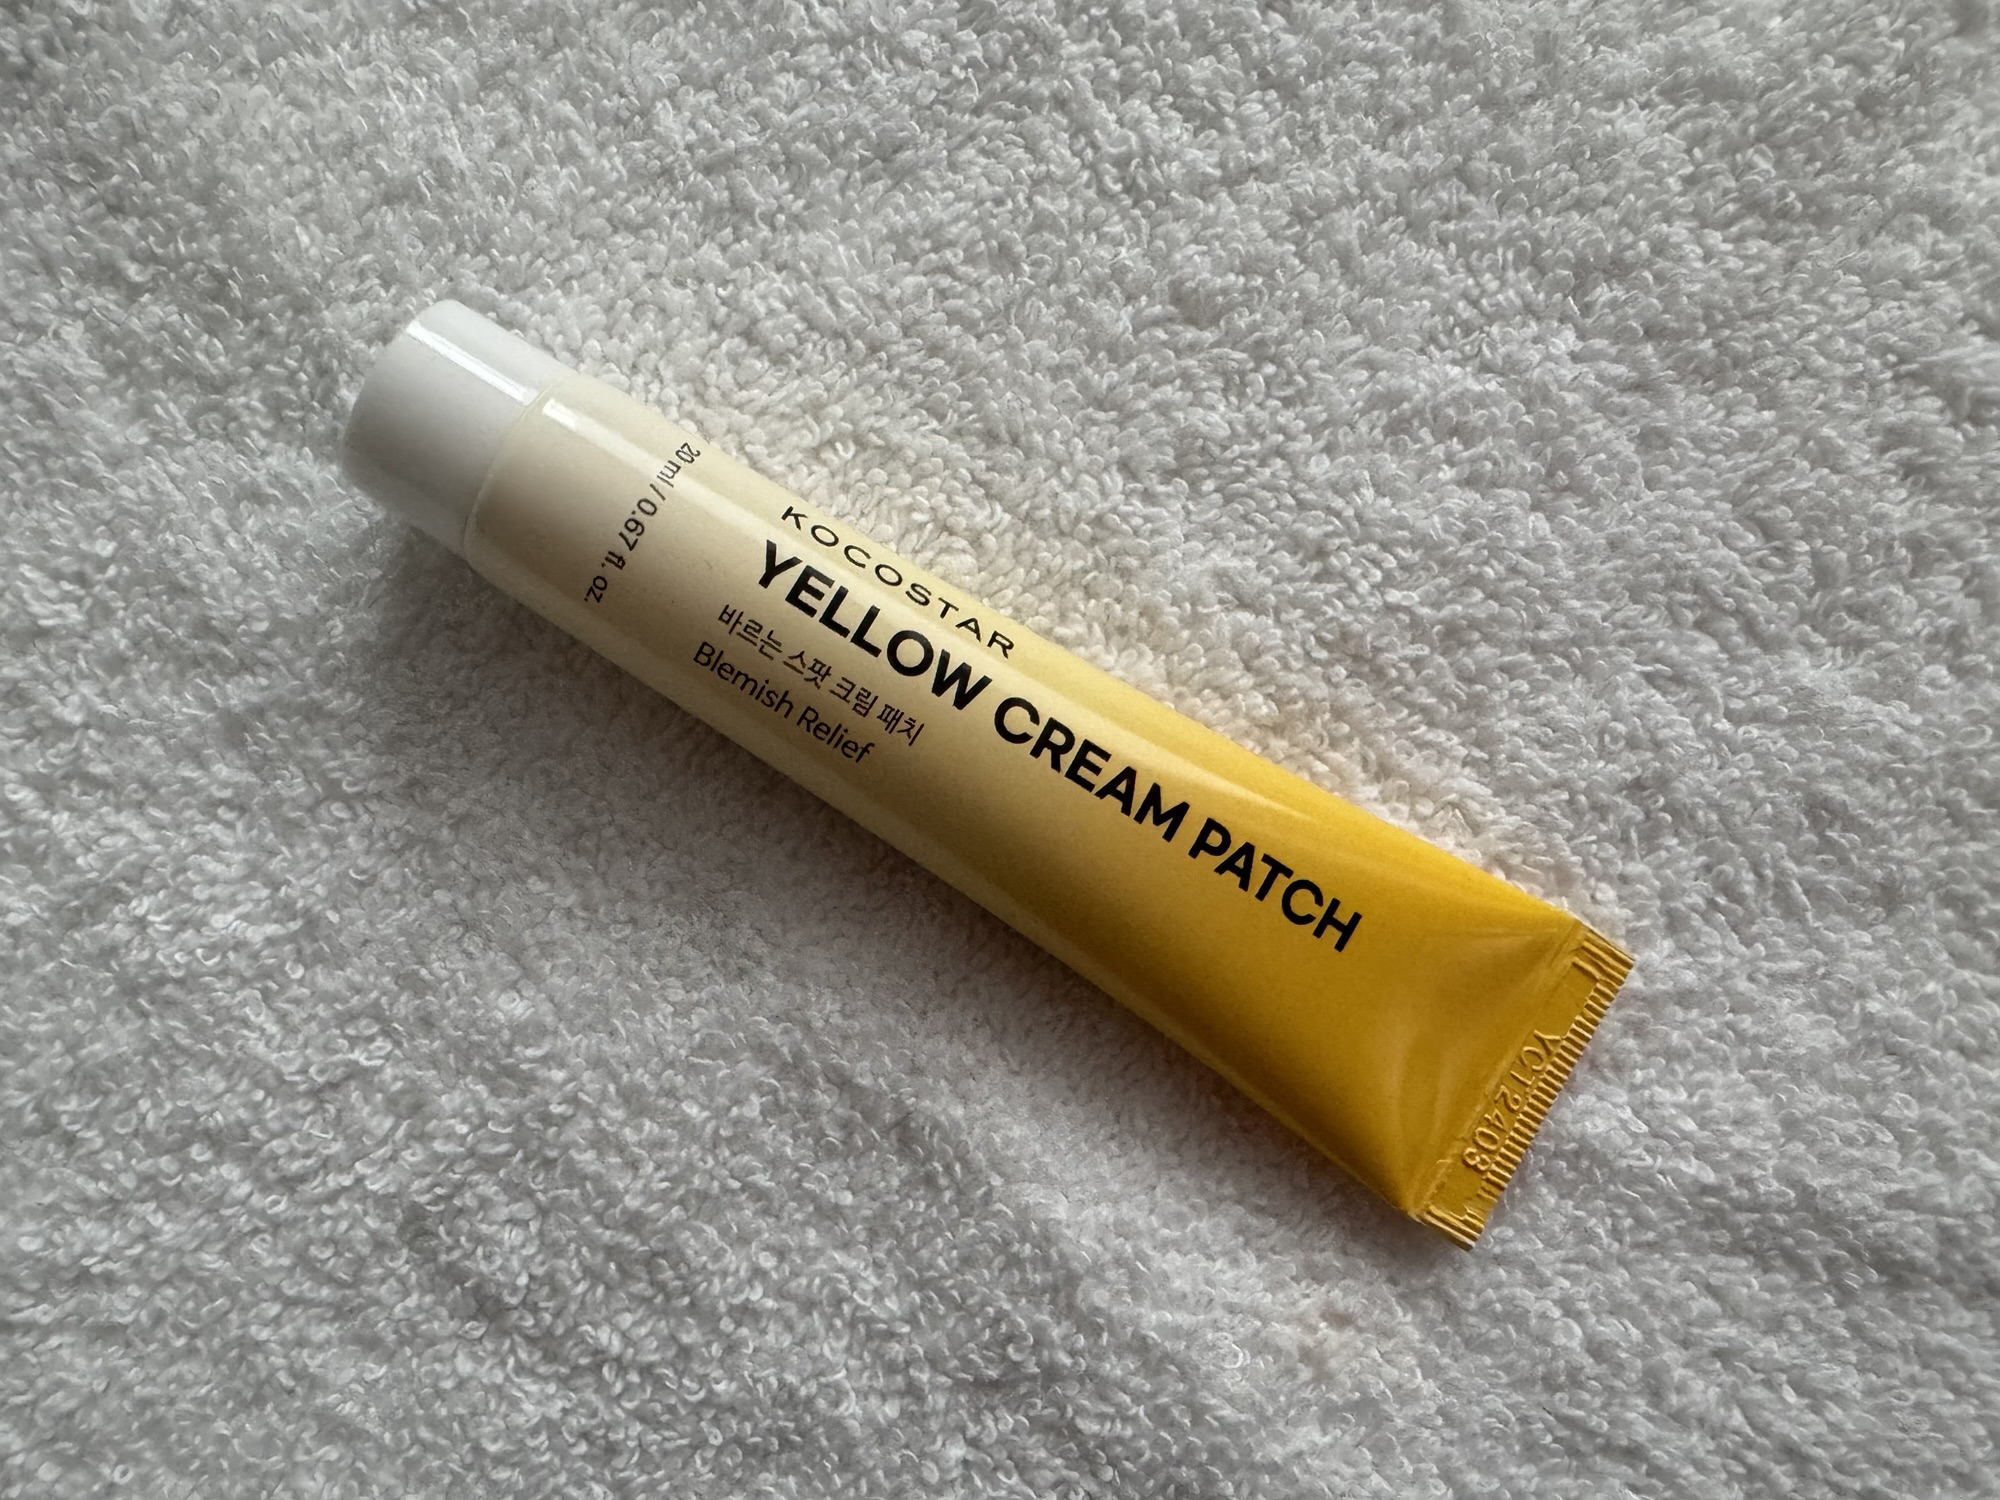 20 ml / 0.67 fl. oz.
KOCOSTAR
YELLOW CREAM PATCH
바르는 스팟 크림 패치
Blemish Relief
YC12403